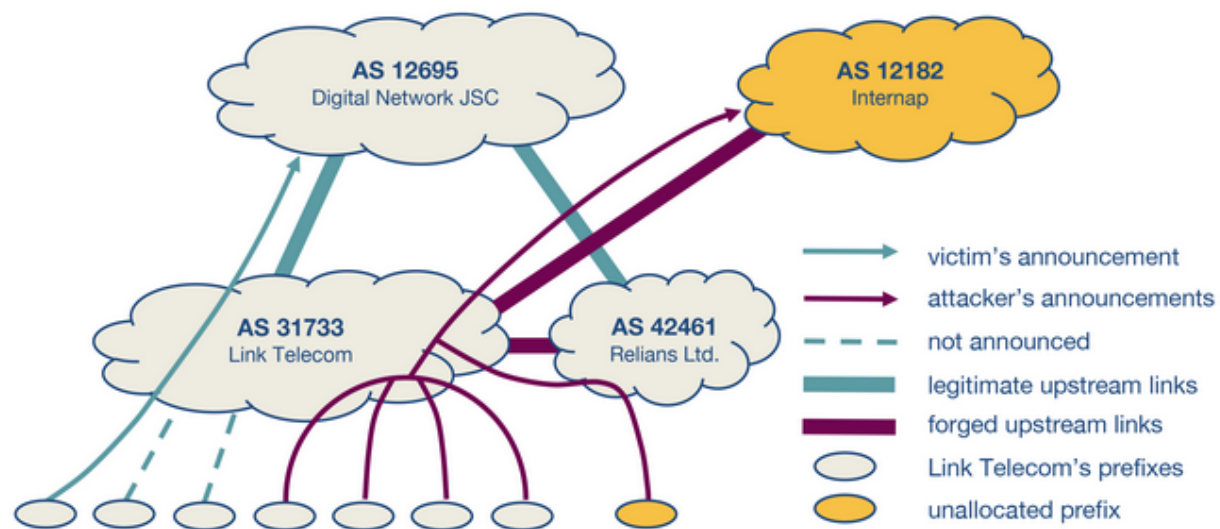 AS 12695
Digital Network JSC
AS 12182
Internap
AS 31733
Link Telecom
AS 42461
Relians Ltd.
victim's announcement
attacker's announcements
not announced
legitimate upstream links
forged upstream links
Link Telecom's prefixes
unallocated prefix